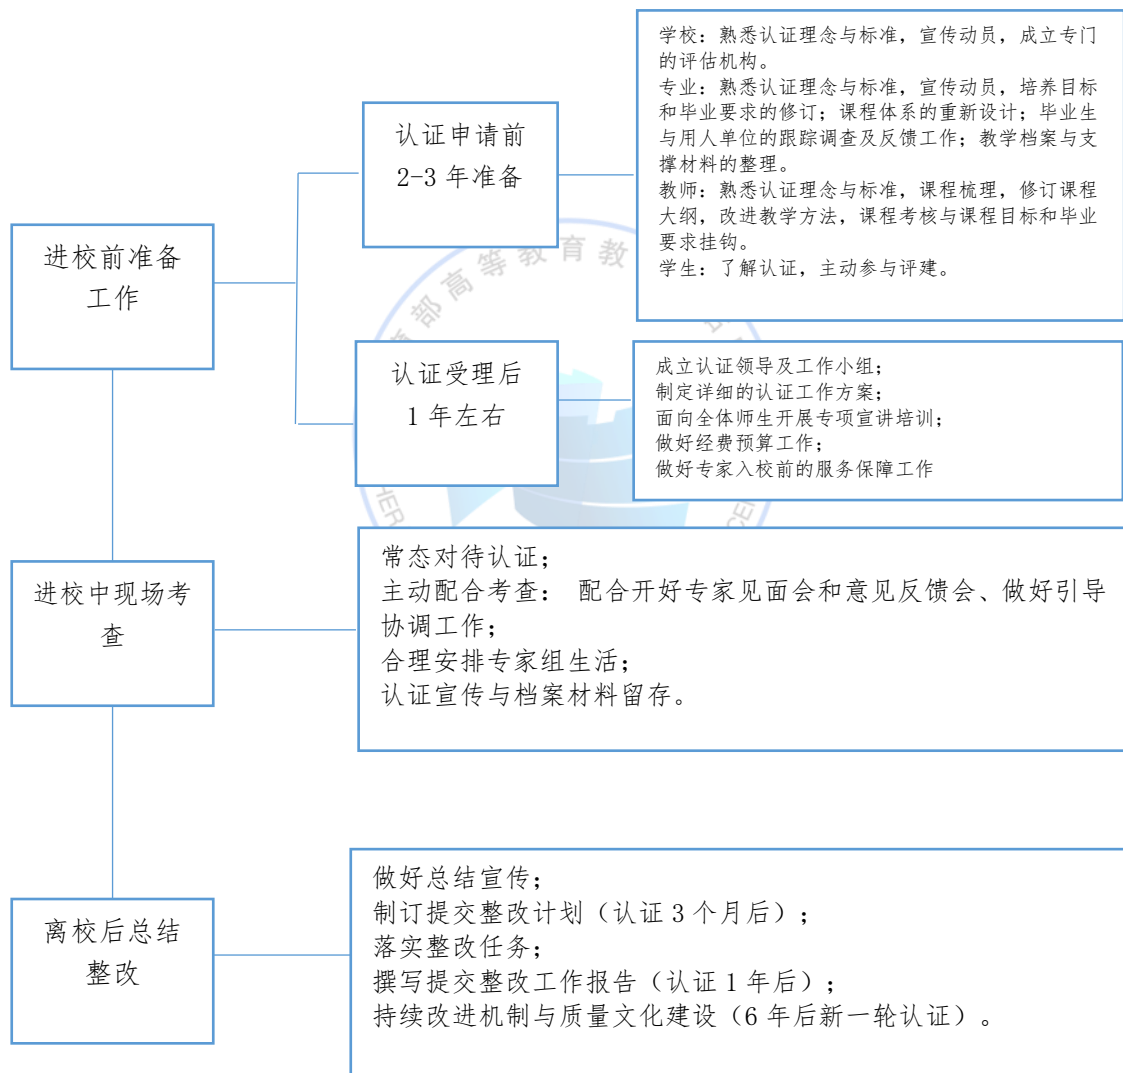 学校：熟悉认证理念与标准，宣传动员，成立专门
的评估机构。
专业：熟悉认证理念与标准，宣传动员，培养目标
和毕业要求的修订；课程体系的重新设计；毕业生
与用人单位的跟踪调查及反馈工作；教学档案与支
撑材料的整理。
教师：熟悉认证理念与标准，课程梳理，修订课程
大纲，改进教学方法，课程考核与课程目标和毕业
要求挂钩。
学生：了解认证，主动参与评建。
认证申请前
2-3 年准备
进校前准备
工作
认证受理后
1 年左右
成立认证领导及工作小组；
制定详细的认证工作方案；
面向全体师生开展专项宣讲培训；
做好经费预算工作；
做好专家入校前的服务保障工作
进校中现场考
查
常态对待认证；
主动配合考查： 配合开好专家见面会和意见反馈会、做好引导
协调工作；
合理安排专家组生活；
认证宣传与档案材料留存。
离校后总结
整改
做好总结宣传；
制订提交整改计划（认证 3 个月后）；
落实整改任务；
撰写提交整改工作报告（认证 1 年后）；
持续改进机制与质量文化建设（6 年后新一轮认证）。
部高等教育教